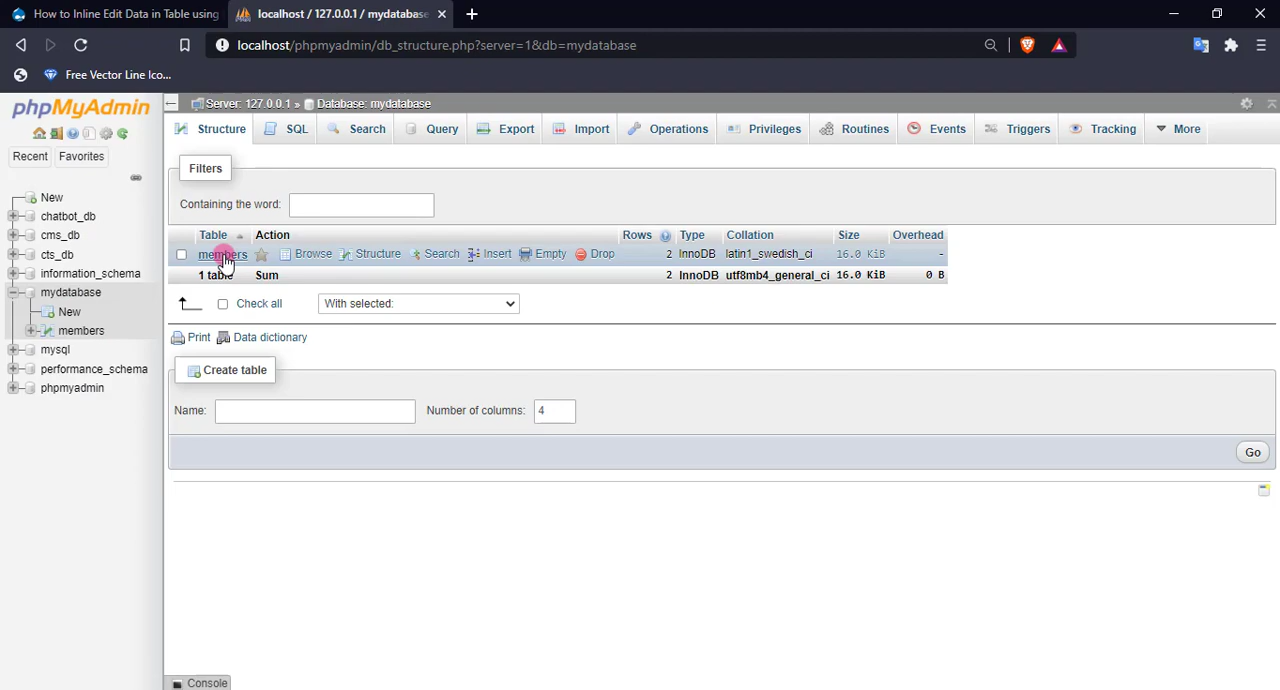 How to Inline Edit Data in Table using
localhost / 127.0.0.1 / mydatabase
localhost/phpmyadmin/db_structure.php?server=1&db=mydatabase
Free Vector Line Ico...
phpMyAdmin
Server: 127.0.0.1 » Database: mydatabase
Structure SQL Search Query Export Import Operations Privileges Routines Events Triggers Tracking More
Recent Favorites
New
chatbot_db
cms_db
cts_db
information_schema
mydatabase
New
members
mysql
performance_schema
phpmyadmin
Filters
Containing the word:
Table Action Rows Type Collation Size Overhead
members Browse Structure Search Insert Empty Drop 2 InnoDB latin1_swedish_ci 16.0 KiB -
1 table Sum 2 InnoDB utf8mb4_general_ci 16.0 KiB 0 B
Check all With selected:
Print Data dictionary
Create table
Name: Number of columns: 4
Go
Console